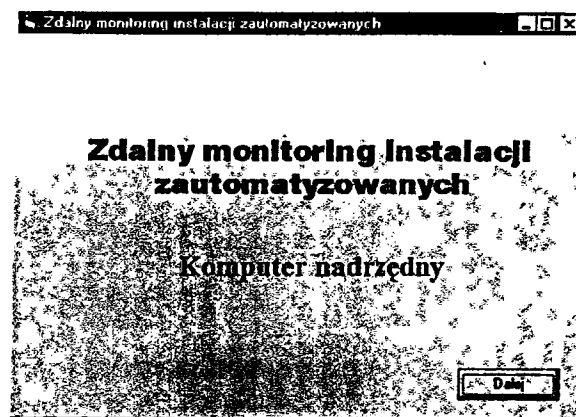 Zdalny monitoring instalacji zautomatyzowanych
Zdalny monitoring instalacji
zautomatyzowanych
Komputer nadrzędny
Dalej